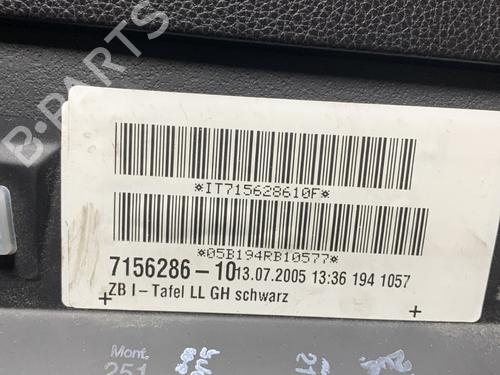 B-PARTS
*IT715628610F*
*05B194RB10577*
7156286-10 13.07.2005 13:36 194 1057
ZB I-Tafel LL GH schwarz
Mont.
251
21